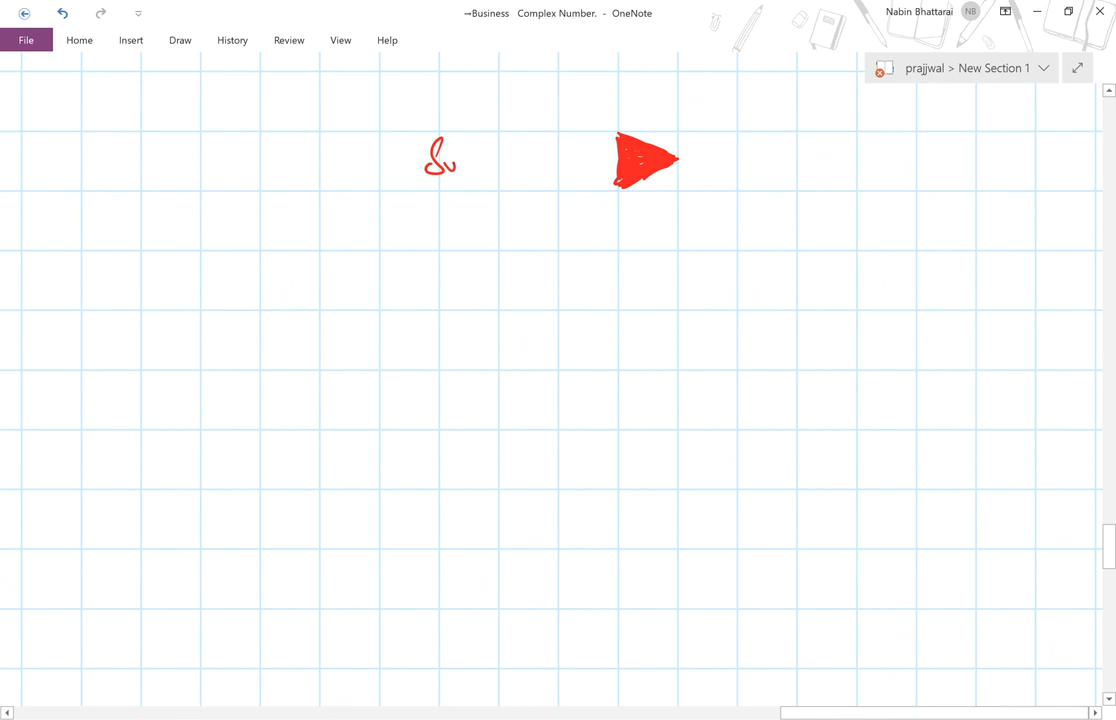 →Business Complex Number. - OneNote
Nabin Bhattarai NB
File Home Insert Draw History Review View Help
prajjwal > New Section 1
Su